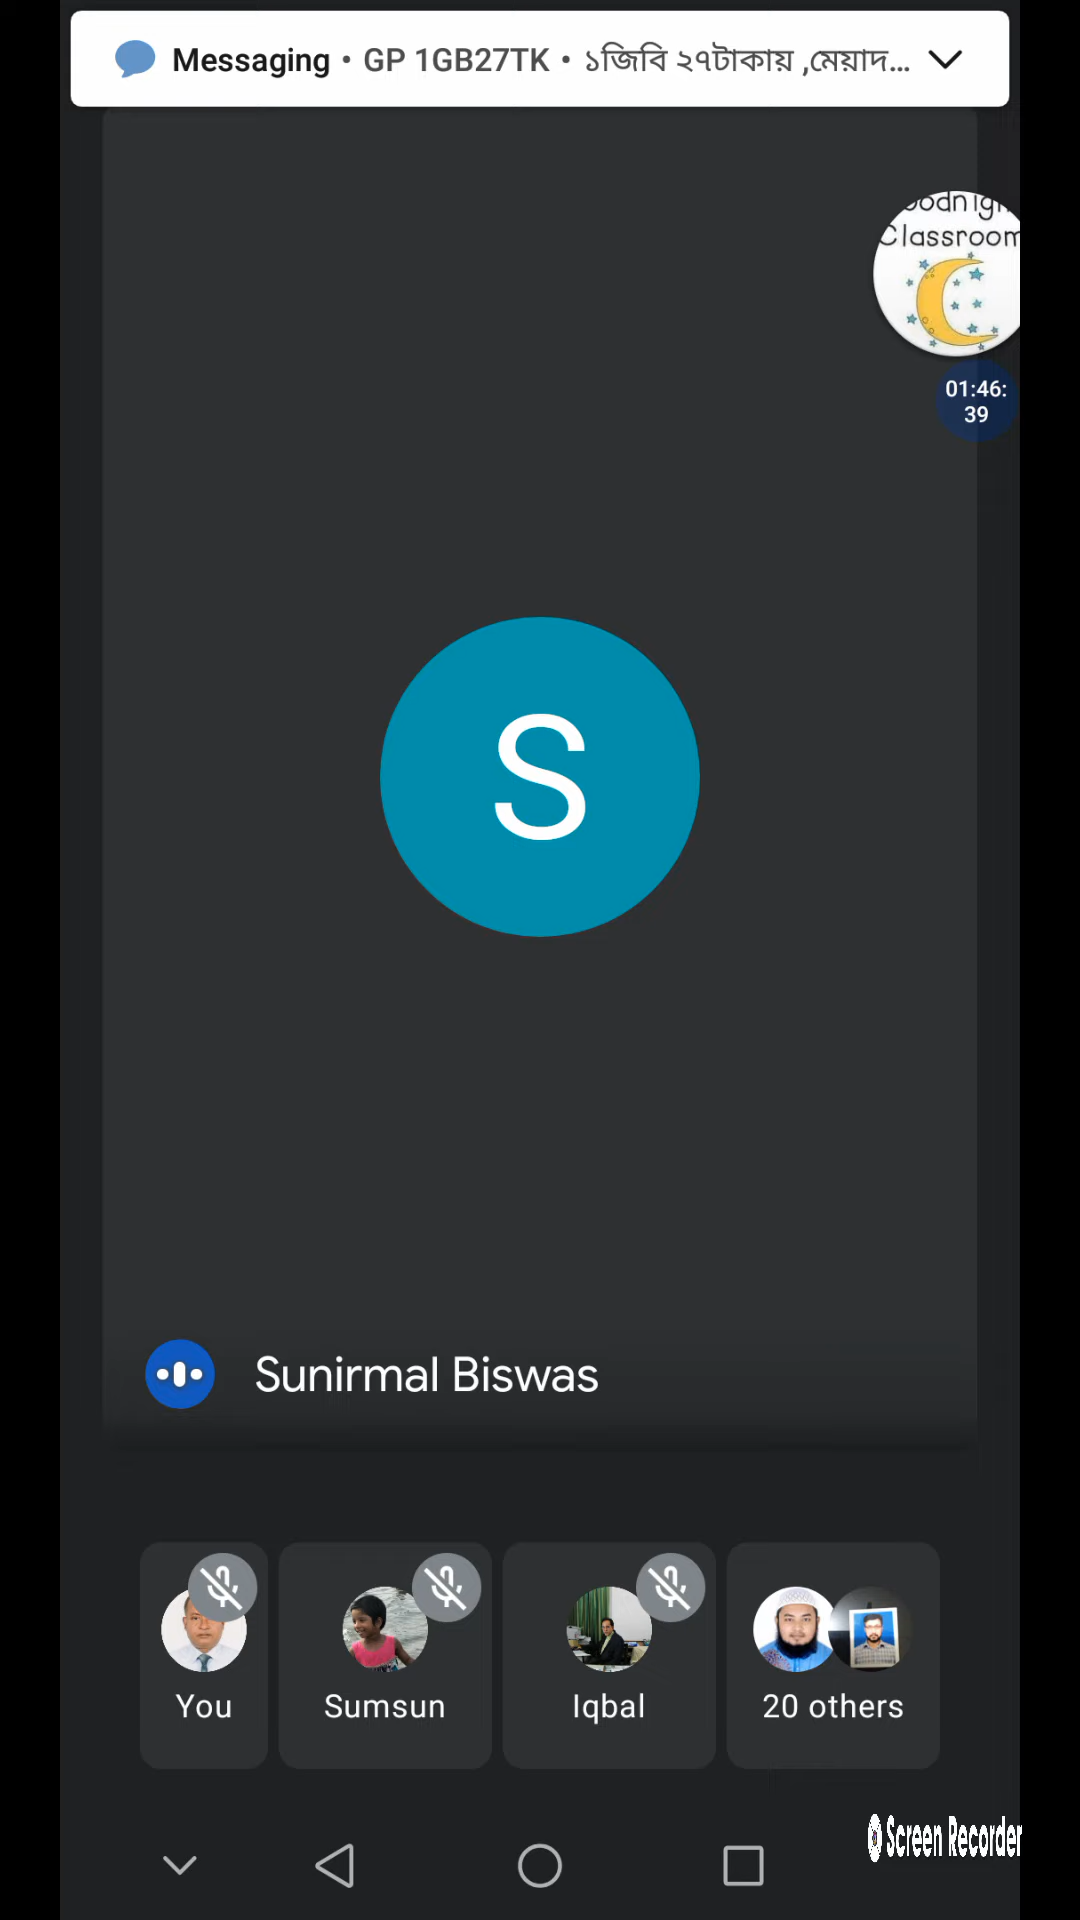 Messaging • GP 1GB27TK • ১জিবি ২৭টাকায় ,মেয়াদ...
Classroom
01:46:
39
S
Sunirmal Biswas
You
Sumsun
Iqbal
20 others
Screen Recorder